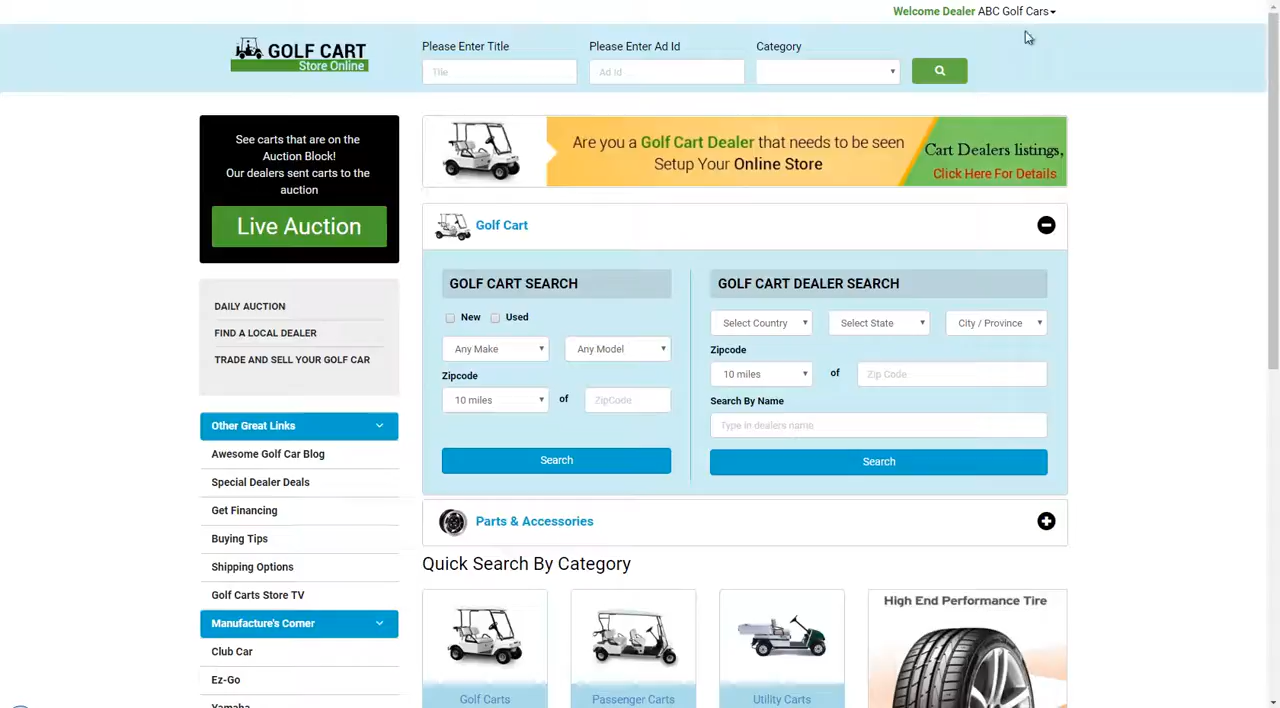 Welcome Dealer ABC Golf Cars
GOLF CART
Store Online
Please Enter Title
Please Enter Ad Id
Category
Title
Ad Id
See carts that are on the
Auction Block!
Our dealers sent carts to the
auction
Live Auction
Are you a Golf Cart Dealer that needs to be seen
Setup Your Online Store
Cart Dealers listings,
Click Here For Details
DAILY AUCTION
FIND A LOCAL DEALER
TRADE AND SELL YOUR GOLF CAR
Other Great Links
Awesome Golf Car Blog
Special Dealer Deals
Get Financing
Buying Tips
Shipping Options
Golf Carts Store TV
Manufacture's Corner
Club Car
Ez-Go
Yamaha
Golf Cart
GOLF CART SEARCH
New Used
Any Make
Any Model
Zipcode
10 miles
of
ZipCode
Search
GOLF CART DEALER SEARCH
Select Country
Select State
City / Province
Zipcode
10 miles
of
Zip Code
Search By Name
Type in dealers name
Search
Parts & Accessories
Quick Search By Category
Golf Carts
Passenger Carts
Utility Carts
High End Performance Tire